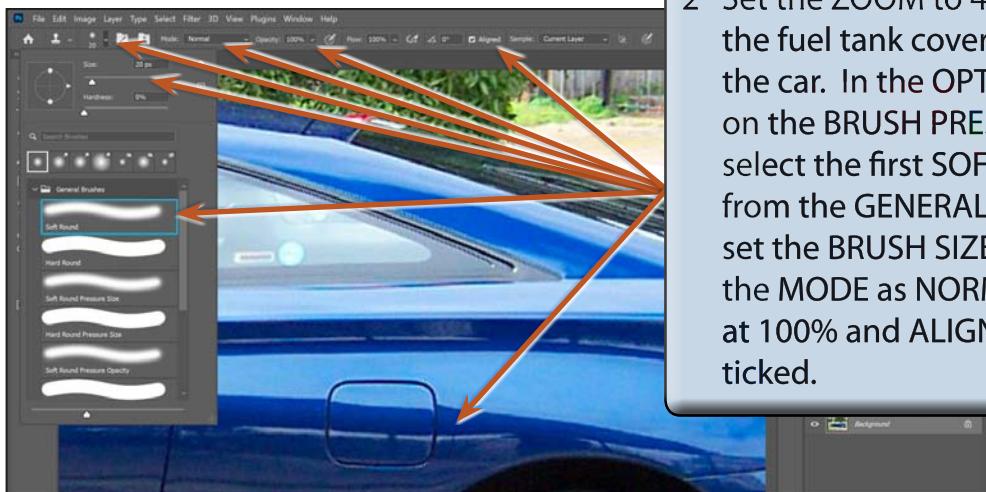 File Edit Image Layer Type Select Filter 3D View Plugins Window Help
20 Mode: Normal Opacity: 100% Flow: 100% 0° Aligned Sample: Current Layer
Size: 20 px
Hardness: 0%
Search Brushes
General Brushes
Soft Round
Hard Round
Soft Round Pressure Size
Hard Round Pressure Size
Soft Round Pressure Opacity
2 Set the ZOOM to 4
the fuel tank cover
the car. In the OPT
on the BRUSH PRE
select the first SOF
from the GENERAL
set the BRUSH SIZE
the MODE as NORM
at 100% and ALIGN
ticked.
Background